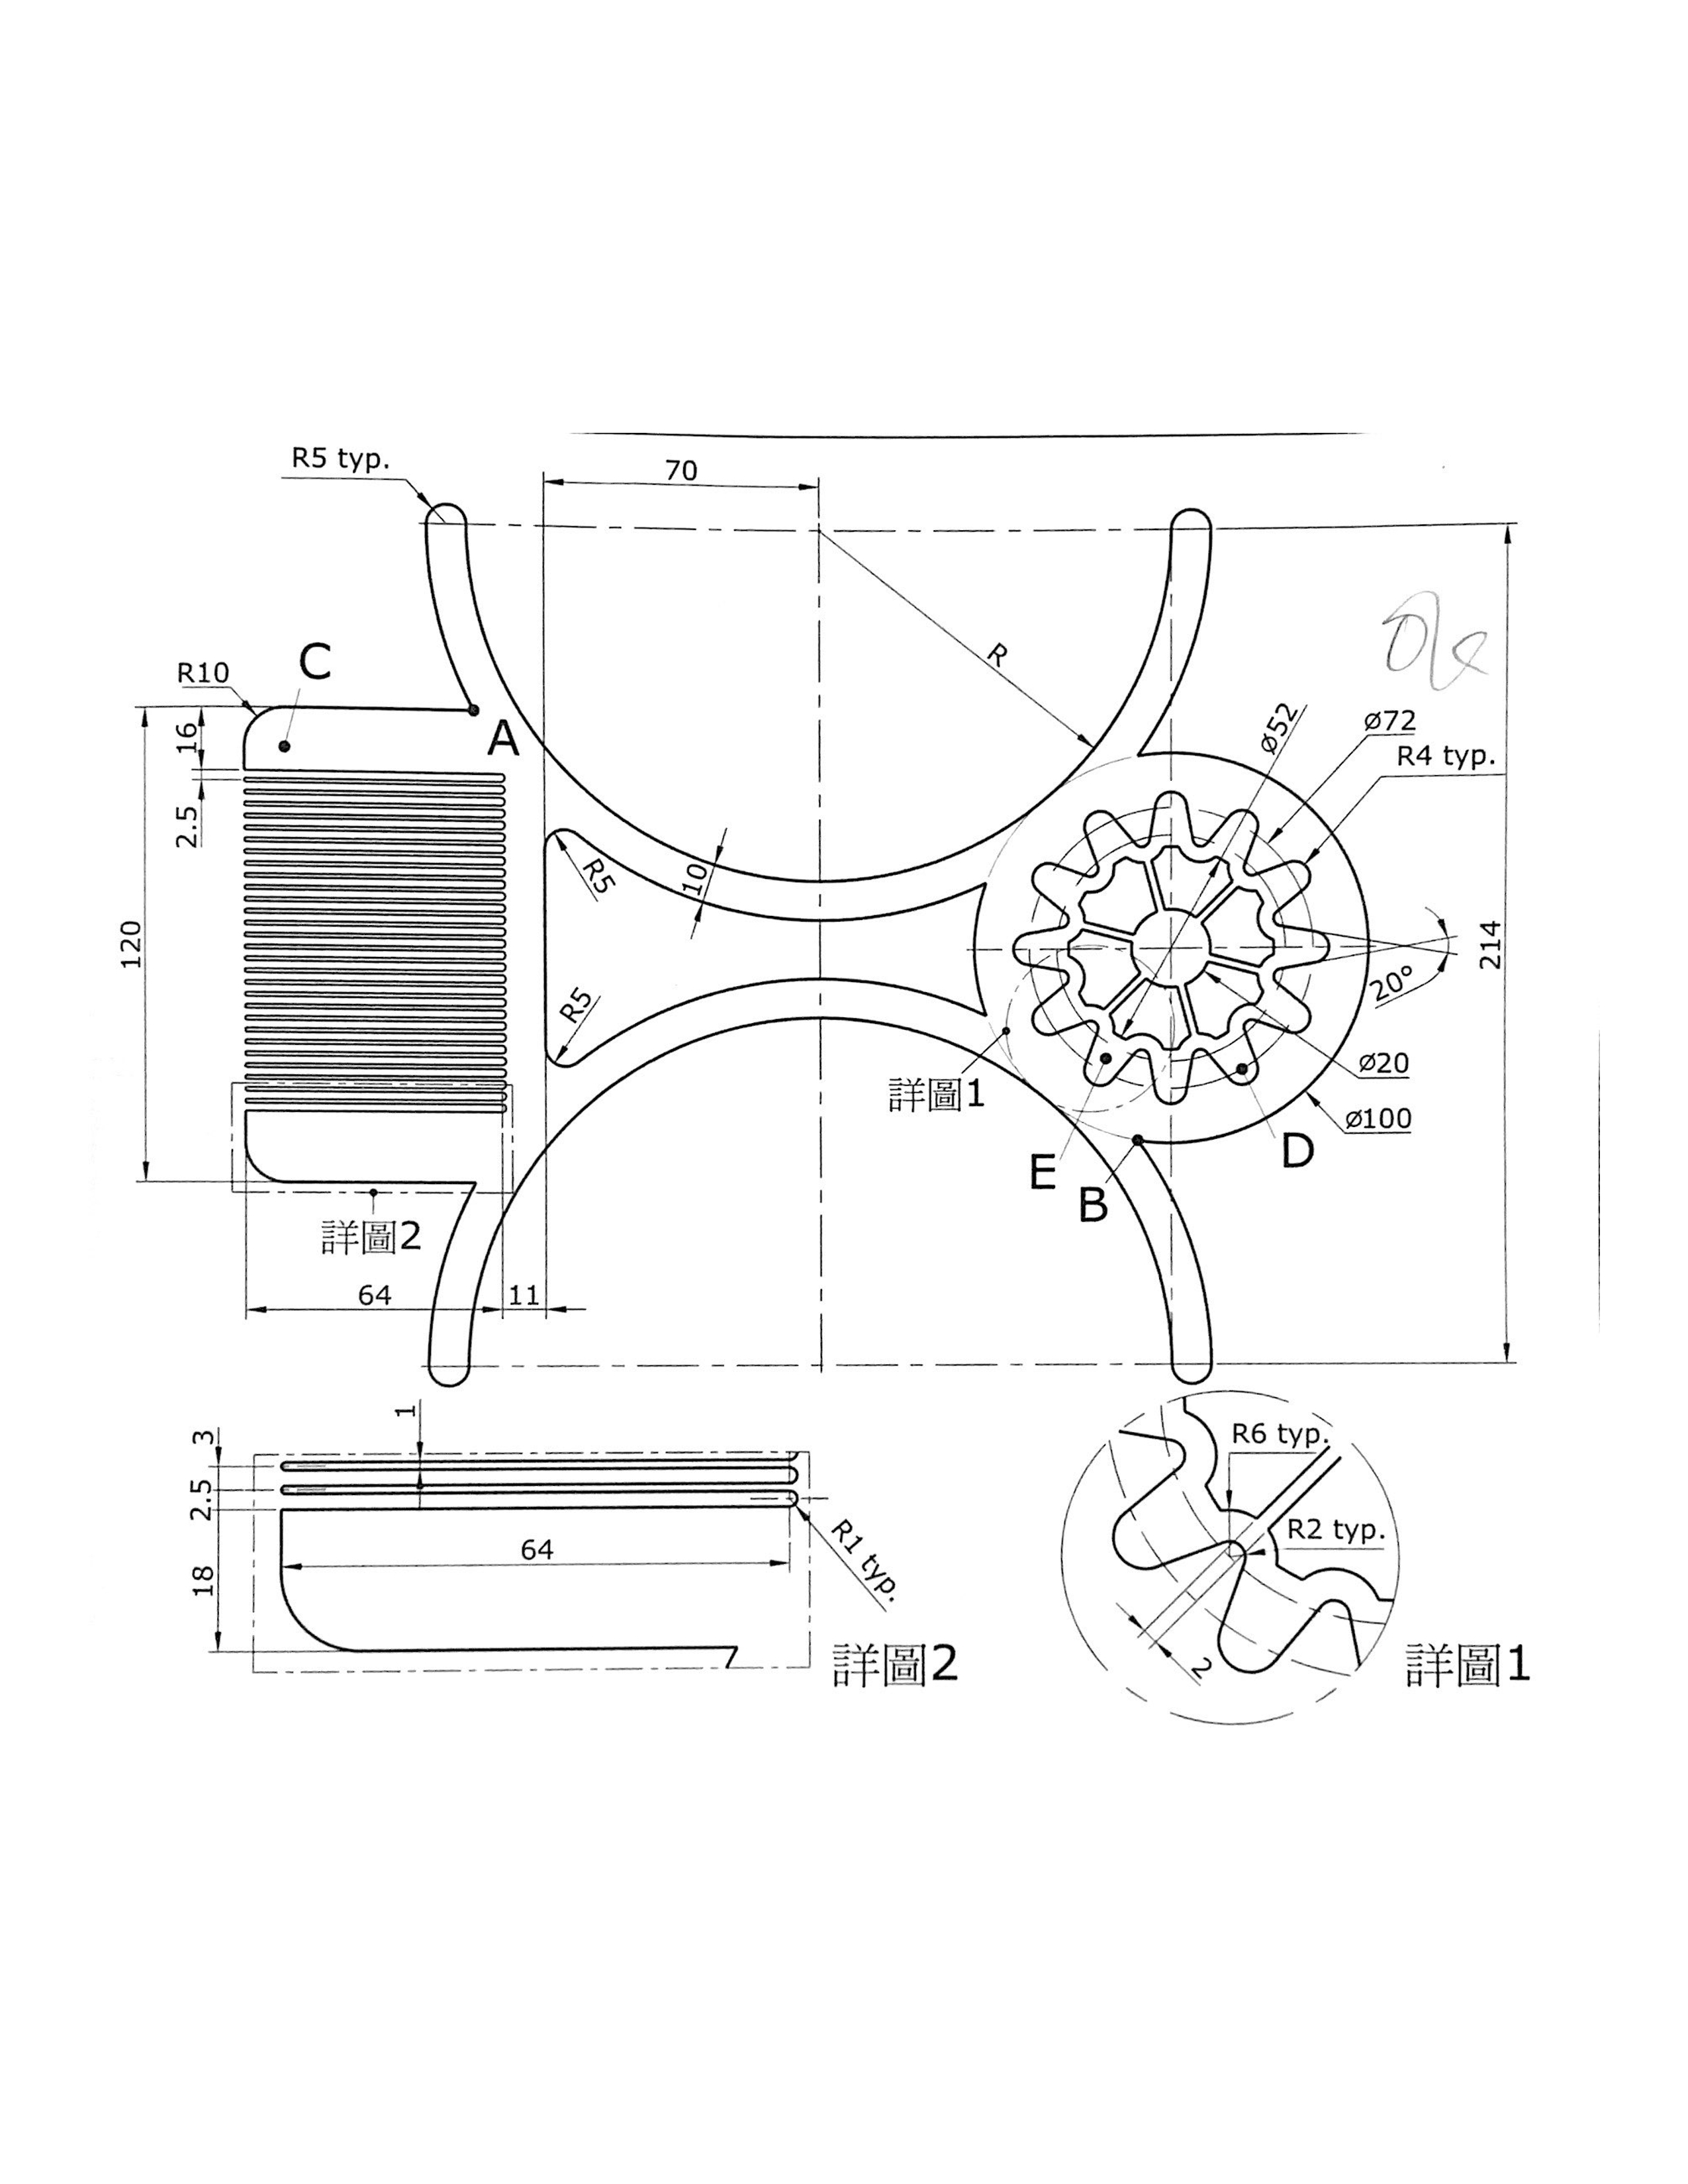 R5 typ.
70
C
R10
R
A
16
2.5
ø52
ø72
R4 typ.
120
R5
10
R5
20°
214
詳圖1
ø20
ø100
E
B
D
詳圖2
64
11
3
1
2.5
18
64
R1 typ.
詳圖2
R6 typ.
R2 typ.
2
詳圖1